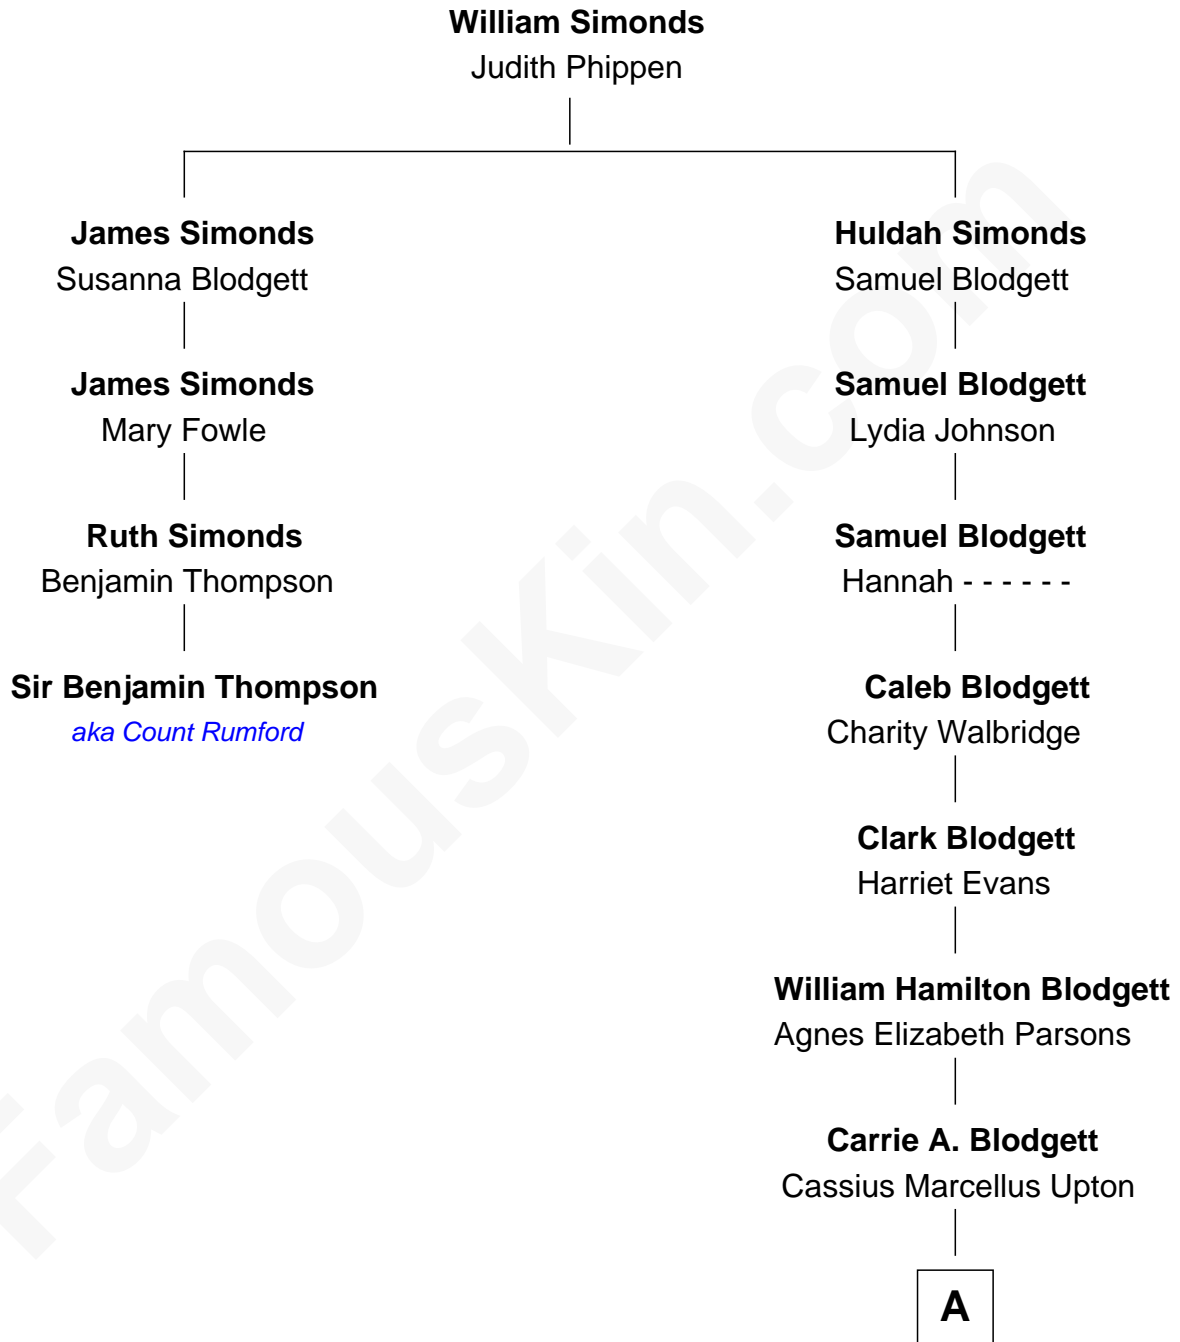 William Simonds
Judith Phippen
James Simonds
Susanna Blodgett
James Simonds
Mary Fowle
Ruth Simonds
Benjamin Thompson
Sir Benjamin Thompson
aka Count Rumford
Huldah Simonds
Samuel Blodgett
Samuel Blodgett
Lydia Johnson
Samuel Blodgett
Hannah - - - - - -
Caleb Blodgett
Charity Walbridge
Clark Blodgett
Harriet Evans
William Hamilton Blodgett
Agnes Elizabeth Parsons
Carrie A. Blodgett
Cassius Marcellus Upton
A
FamousKin.com